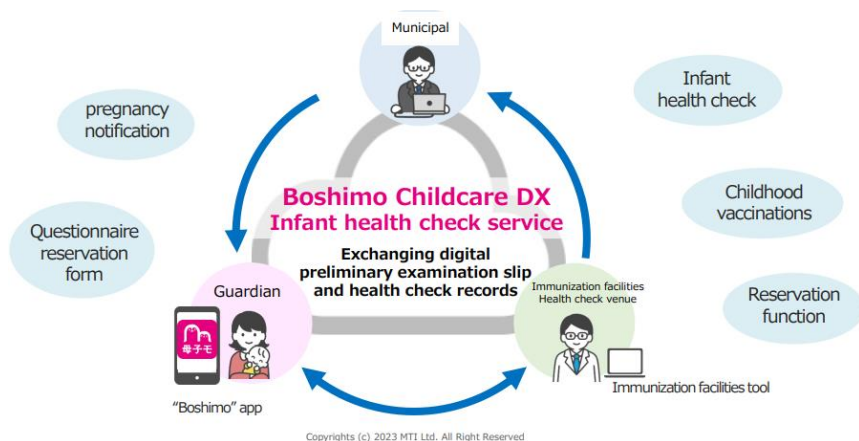 Municipal
pregnancy
notification
Infant
health check
Boshimo Childcare DX
Infant health check service
Exchanging digital
preliminary examination slip
and health check records
Questionnaire
reservation
form
Childhood
vaccinations
Guardian
母子モ
"Boshimo" app
Immunization facilities
Health check venue
Immunization facilities tool
Reservation
function
Copyrights (c) 2023 MTI Ltd. All Right Reserved